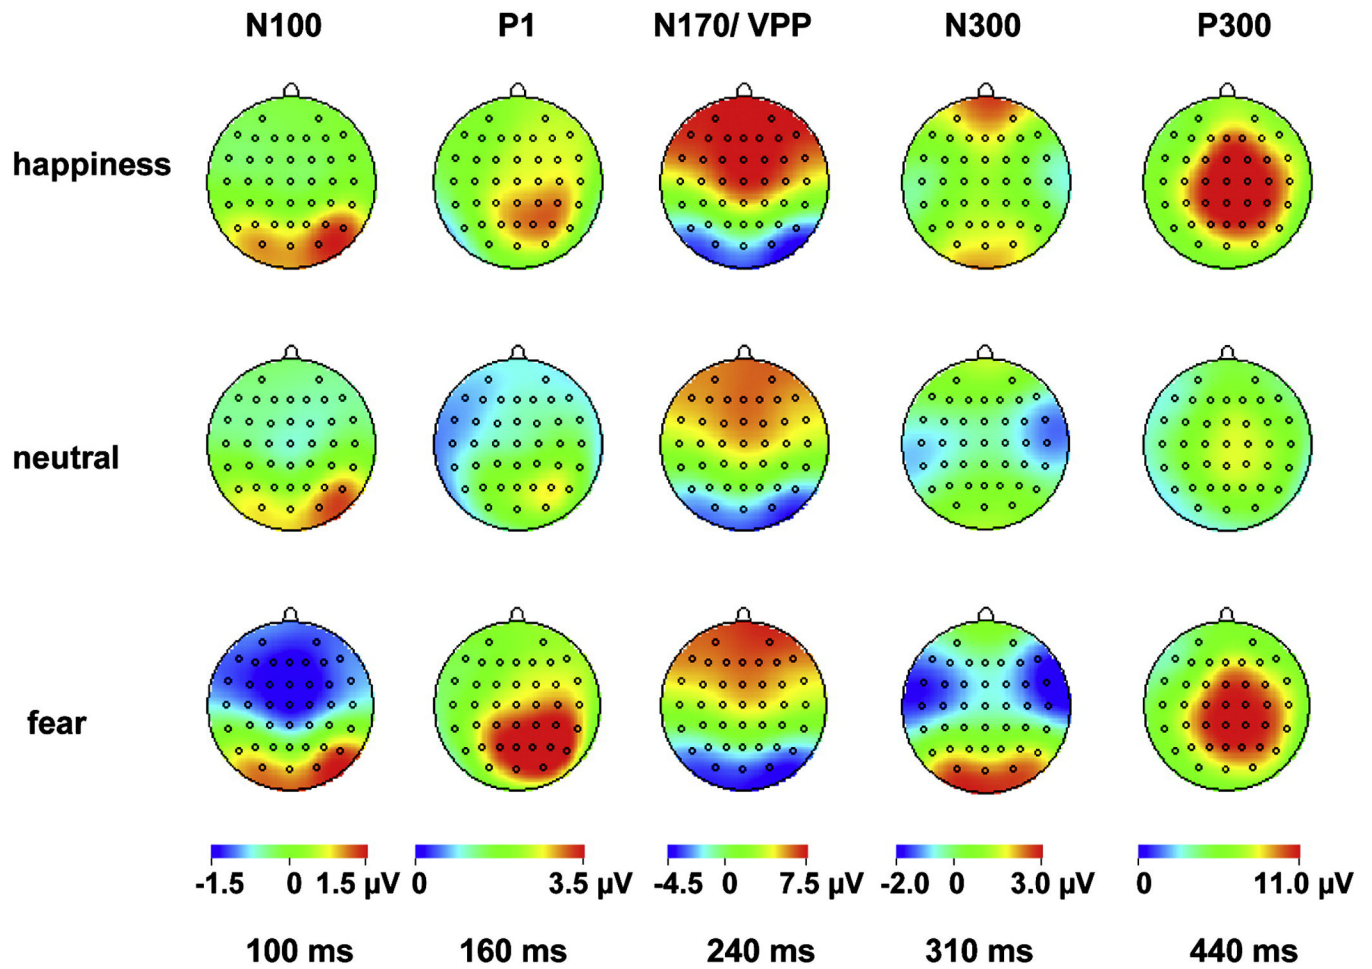 N100 P1 N170/ VPP N300 P300
happiness
neutral
fear
-1.5 0 1.5 µV 0 3.5 µV -4.5 0 7.5 µV -2.0 0 3.0 µV 0 11.0 µV
100 ms 160 ms 240 ms 310 ms 440 ms